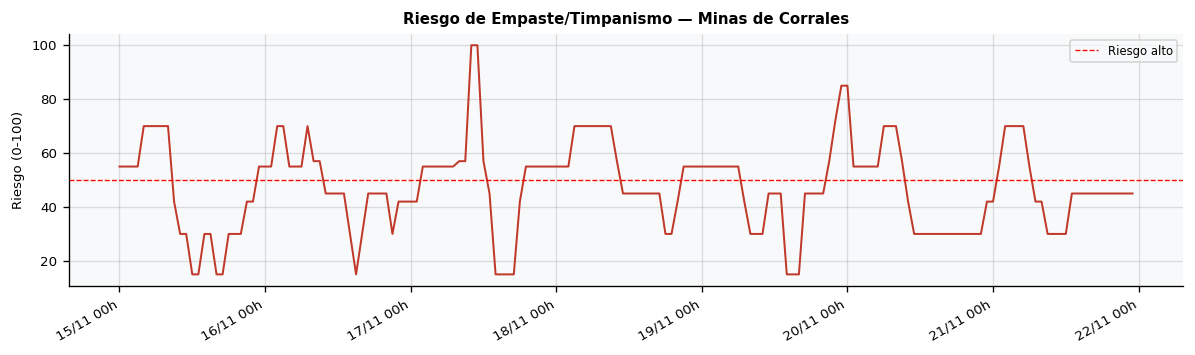 Riesgo de Empaste/Timpanismo — Minas de Corrales
Riesgo alto
Riesgo (0-100)
100
80
60
40
20
15/11 00h
16/11 00h
17/11 00h
18/11 00h
19/11 00h
20/11 00h
21/11 00h
22/11 00h